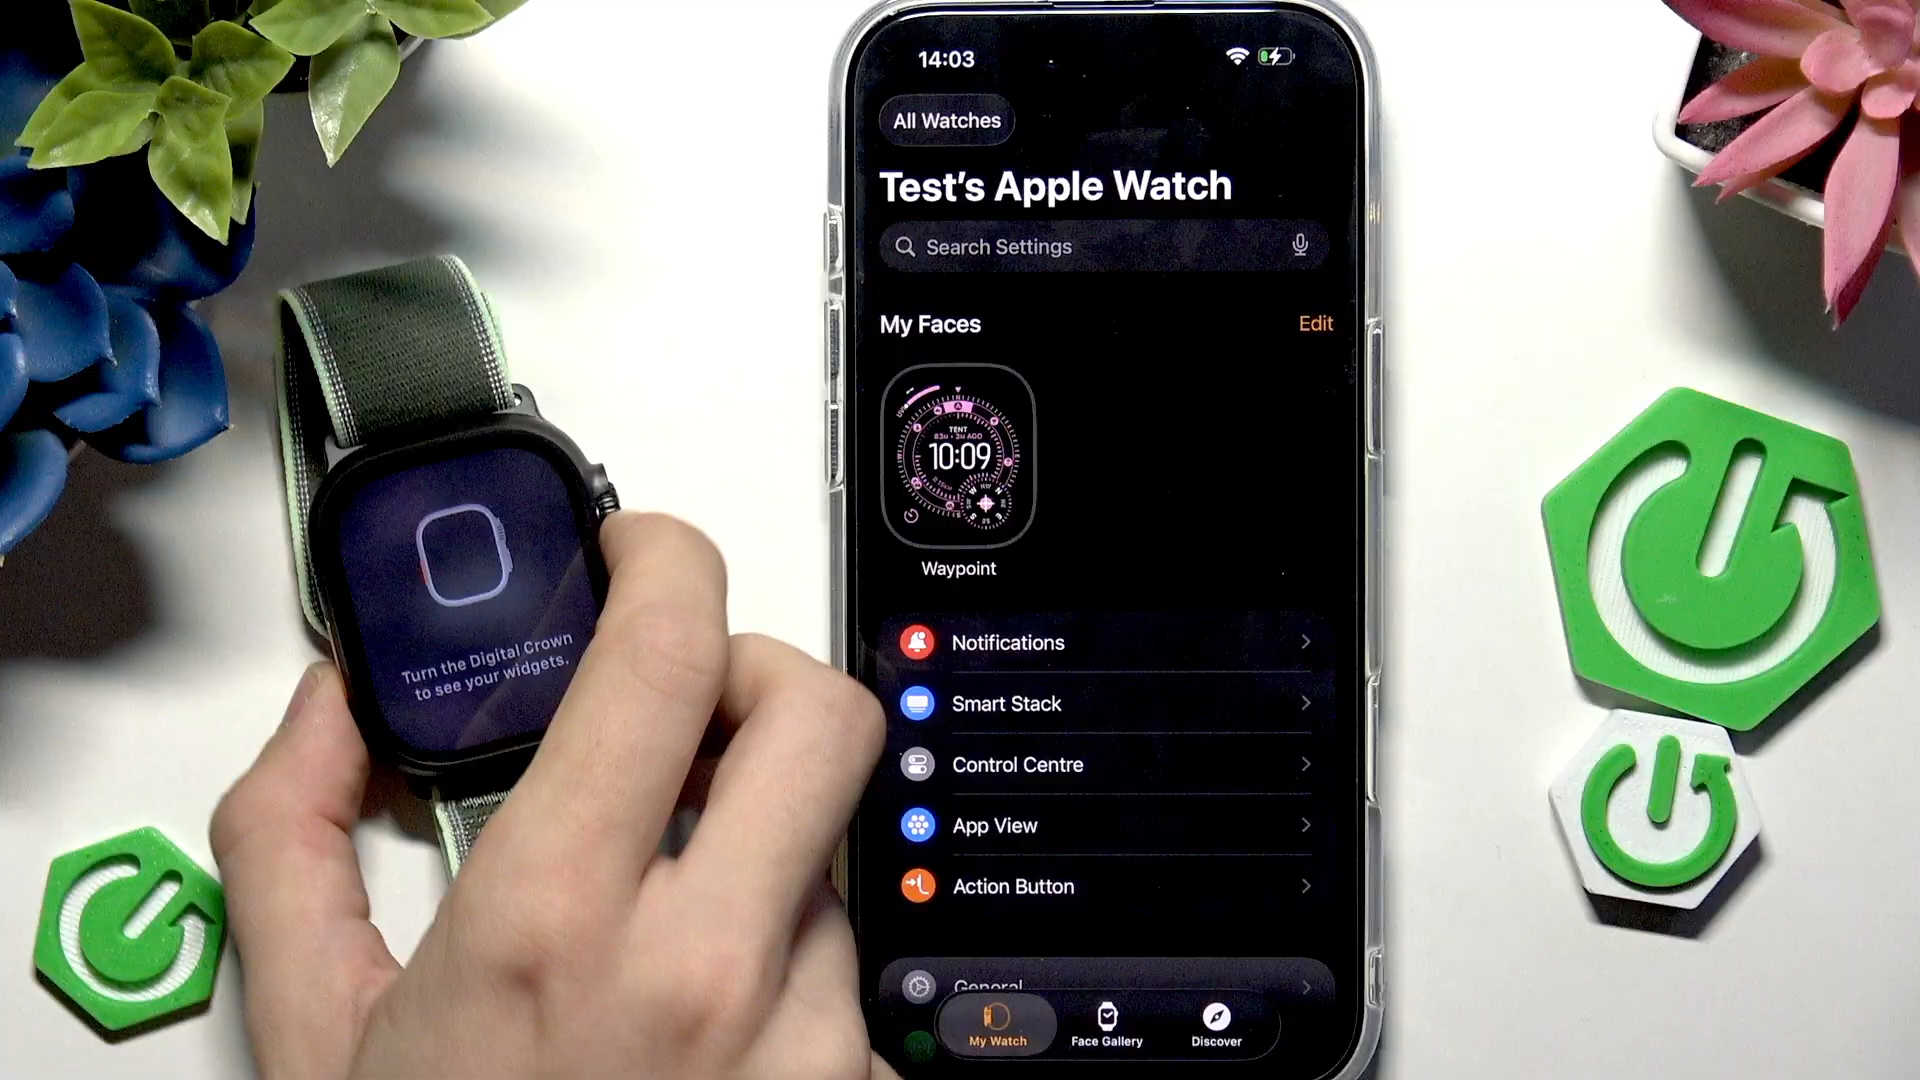 14:03
All Watches
Test's Apple Watch
Search Settings
My Faces
Edit
TENT
10:09
Waypoint
Notifications
Smart Stack
Control Centre
App View
Action Button
General
My Watch
Face Gallery
Discover
Turn the Digital Crown
to see your widgets.